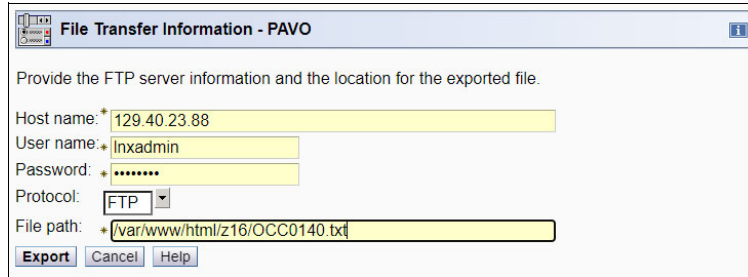 File Transfer Information - PAVO
i
Provide the FTP server information and the location for the exported file.
Host name:* 129.40.23.88
User name:* lnxadmin
Password: * ••••••••
Protocol: FTP
File path: * /var/www/html/z16/OCC0140.txt
Export Cancel Help